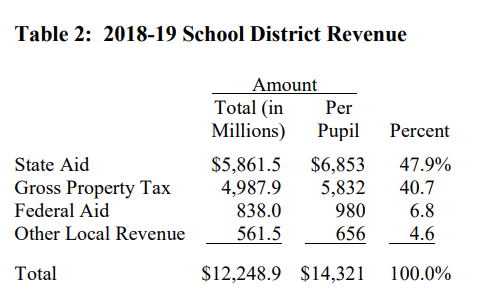 Table 2: 2018-19 School District Revenue
Amount
Total (in Per
Millions) Pupil Percent
State Aid $5,861.5 $6,853 47.9%
Gross Property Tax 4,987.9 5,832 40.7
Federal Aid 838.0 980 6.8
Other Local Revenue 561.5 656 4.6
Total $12,248.9 $14,321 100.0%